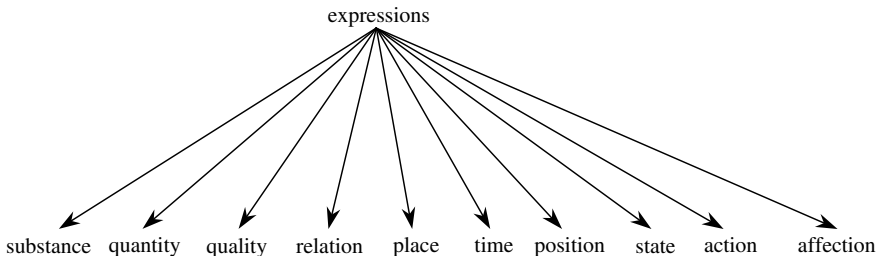 expressions
substance quantity quality relation place time position state action affection